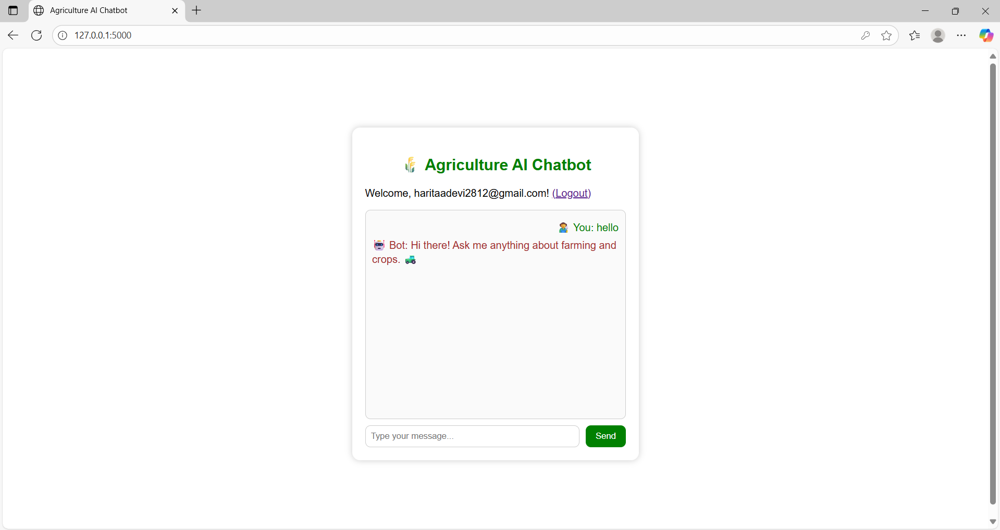 Agriculture AI Chatbot
127.0.0.1:5000
Agriculture AI Chatbot
Welcome, haritaadevi2812@gmail.com! (Logout)
You: hello
Bot: Hi there! Ask me anything about farming and
crops.
Type your message...
Send